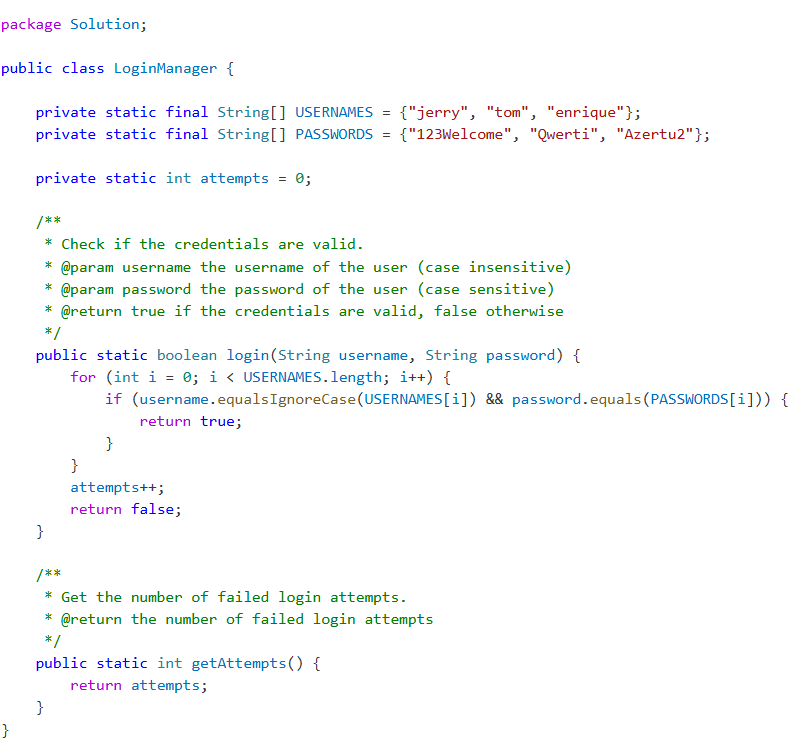 package Solution;

public class LoginManager {

    private static final String[] USERNAMES = {"jerry", "tom", "enrique"};
    private static final String[] PASSWORDS = {"123Welcome", "Qwerti", "Azertu2"};

    private static int attempts = 0;

    /**
     * Check if the credentials are valid.
     * @param username the username of the user (case insensitive)
     * @param password the password of the user (case sensitive)
     * @return true if the credentials are valid, false otherwise
     */
    public static boolean login(String username, String password) {
        for (int i = 0; i < USERNAMES.length; i++) {
            if (username.equalsIgnoreCase(USERNAMES[i]) && password.equals(PASSWORDS[i])) {
                return true;
            }
        }
        attempts++;
        return false;
    }

    /**
     * Get the number of failed login attempts.
     * @return the number of failed login attempts
     */
    public static int getAttempts() {
        return attempts;
    }
}